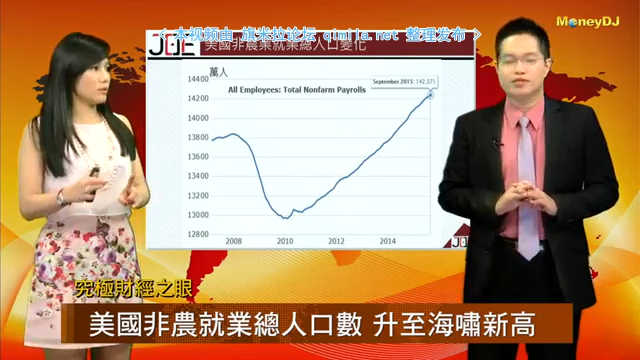 < 本视频由 旗米拉论坛 qimila.net 整理发布 >
MoneyDJ
JOE 美國非農業就業總人口變化
萬人
14400
September 2015: 142,371
All Employees: Total Nonfarm Payrolls
14200
14000
13800
13600
13400
13200
13000
12800
2008 2010 2012 2014
究極財經之眼
美國非農就業總人口數 升至海嘯新高